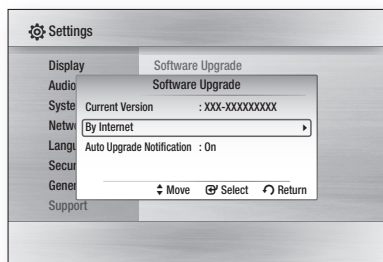 Settings
Display
Software Upgrade
Audio
Software Upgrade
Syste
Current Version : XXX-XXXXXXXXX
Netw
By Internet
Langu
Auto Upgrade Notification : On
Secur
Gener
Move Select Return
Support